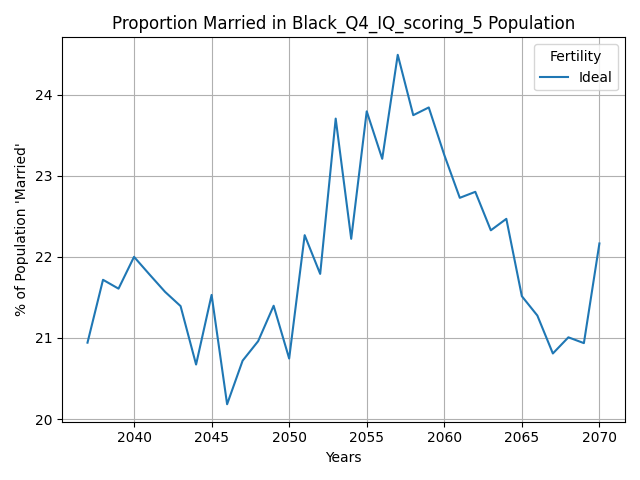 Proportion Married in Black_Q4_IQ_scoring_5 Population
Fertility
Ideal
% of Population 'Married'
24
23
22
21
20
2040 2045 2050 2055 2060 2065 2070
Years